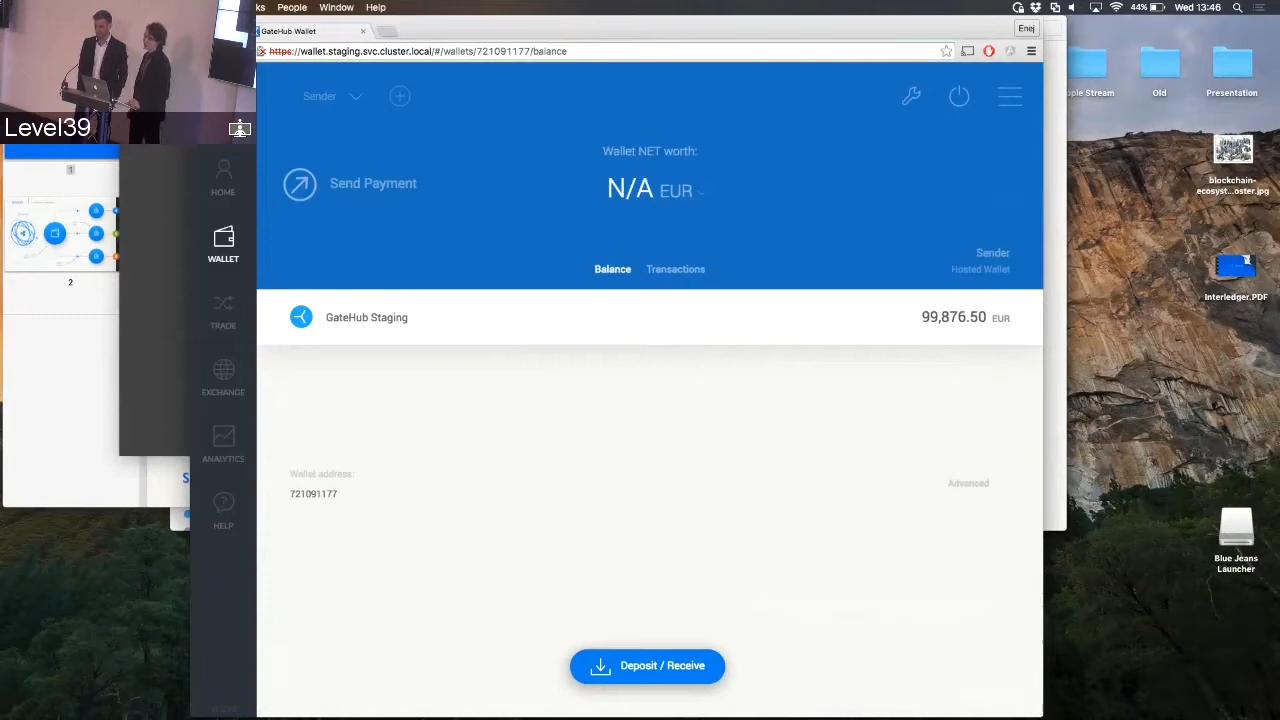 ks People Window Help
44% Wed 13:46
GateHub Wallet
Enej
https://wallet.staging.svc.cluster.local/#/wallets/721091177/balance
Level39
Sender
Wallet NET worth:
Send Payment
N/A EUR
Balance Transactions
Sender
Hosted Wallet
GateHub Staging
99,876.50 EUR
Wallet address:
721091177
Advanced
Deposit / Receive
HOME
WALLET
TRADE
EXCHANGE
ANALYTICS
HELP
1
2
S
ple Stream
Old
Presentation
blockchain-
ecosyst...oster.jpg
Interledger.PDF
Blue Jeans
Launcher